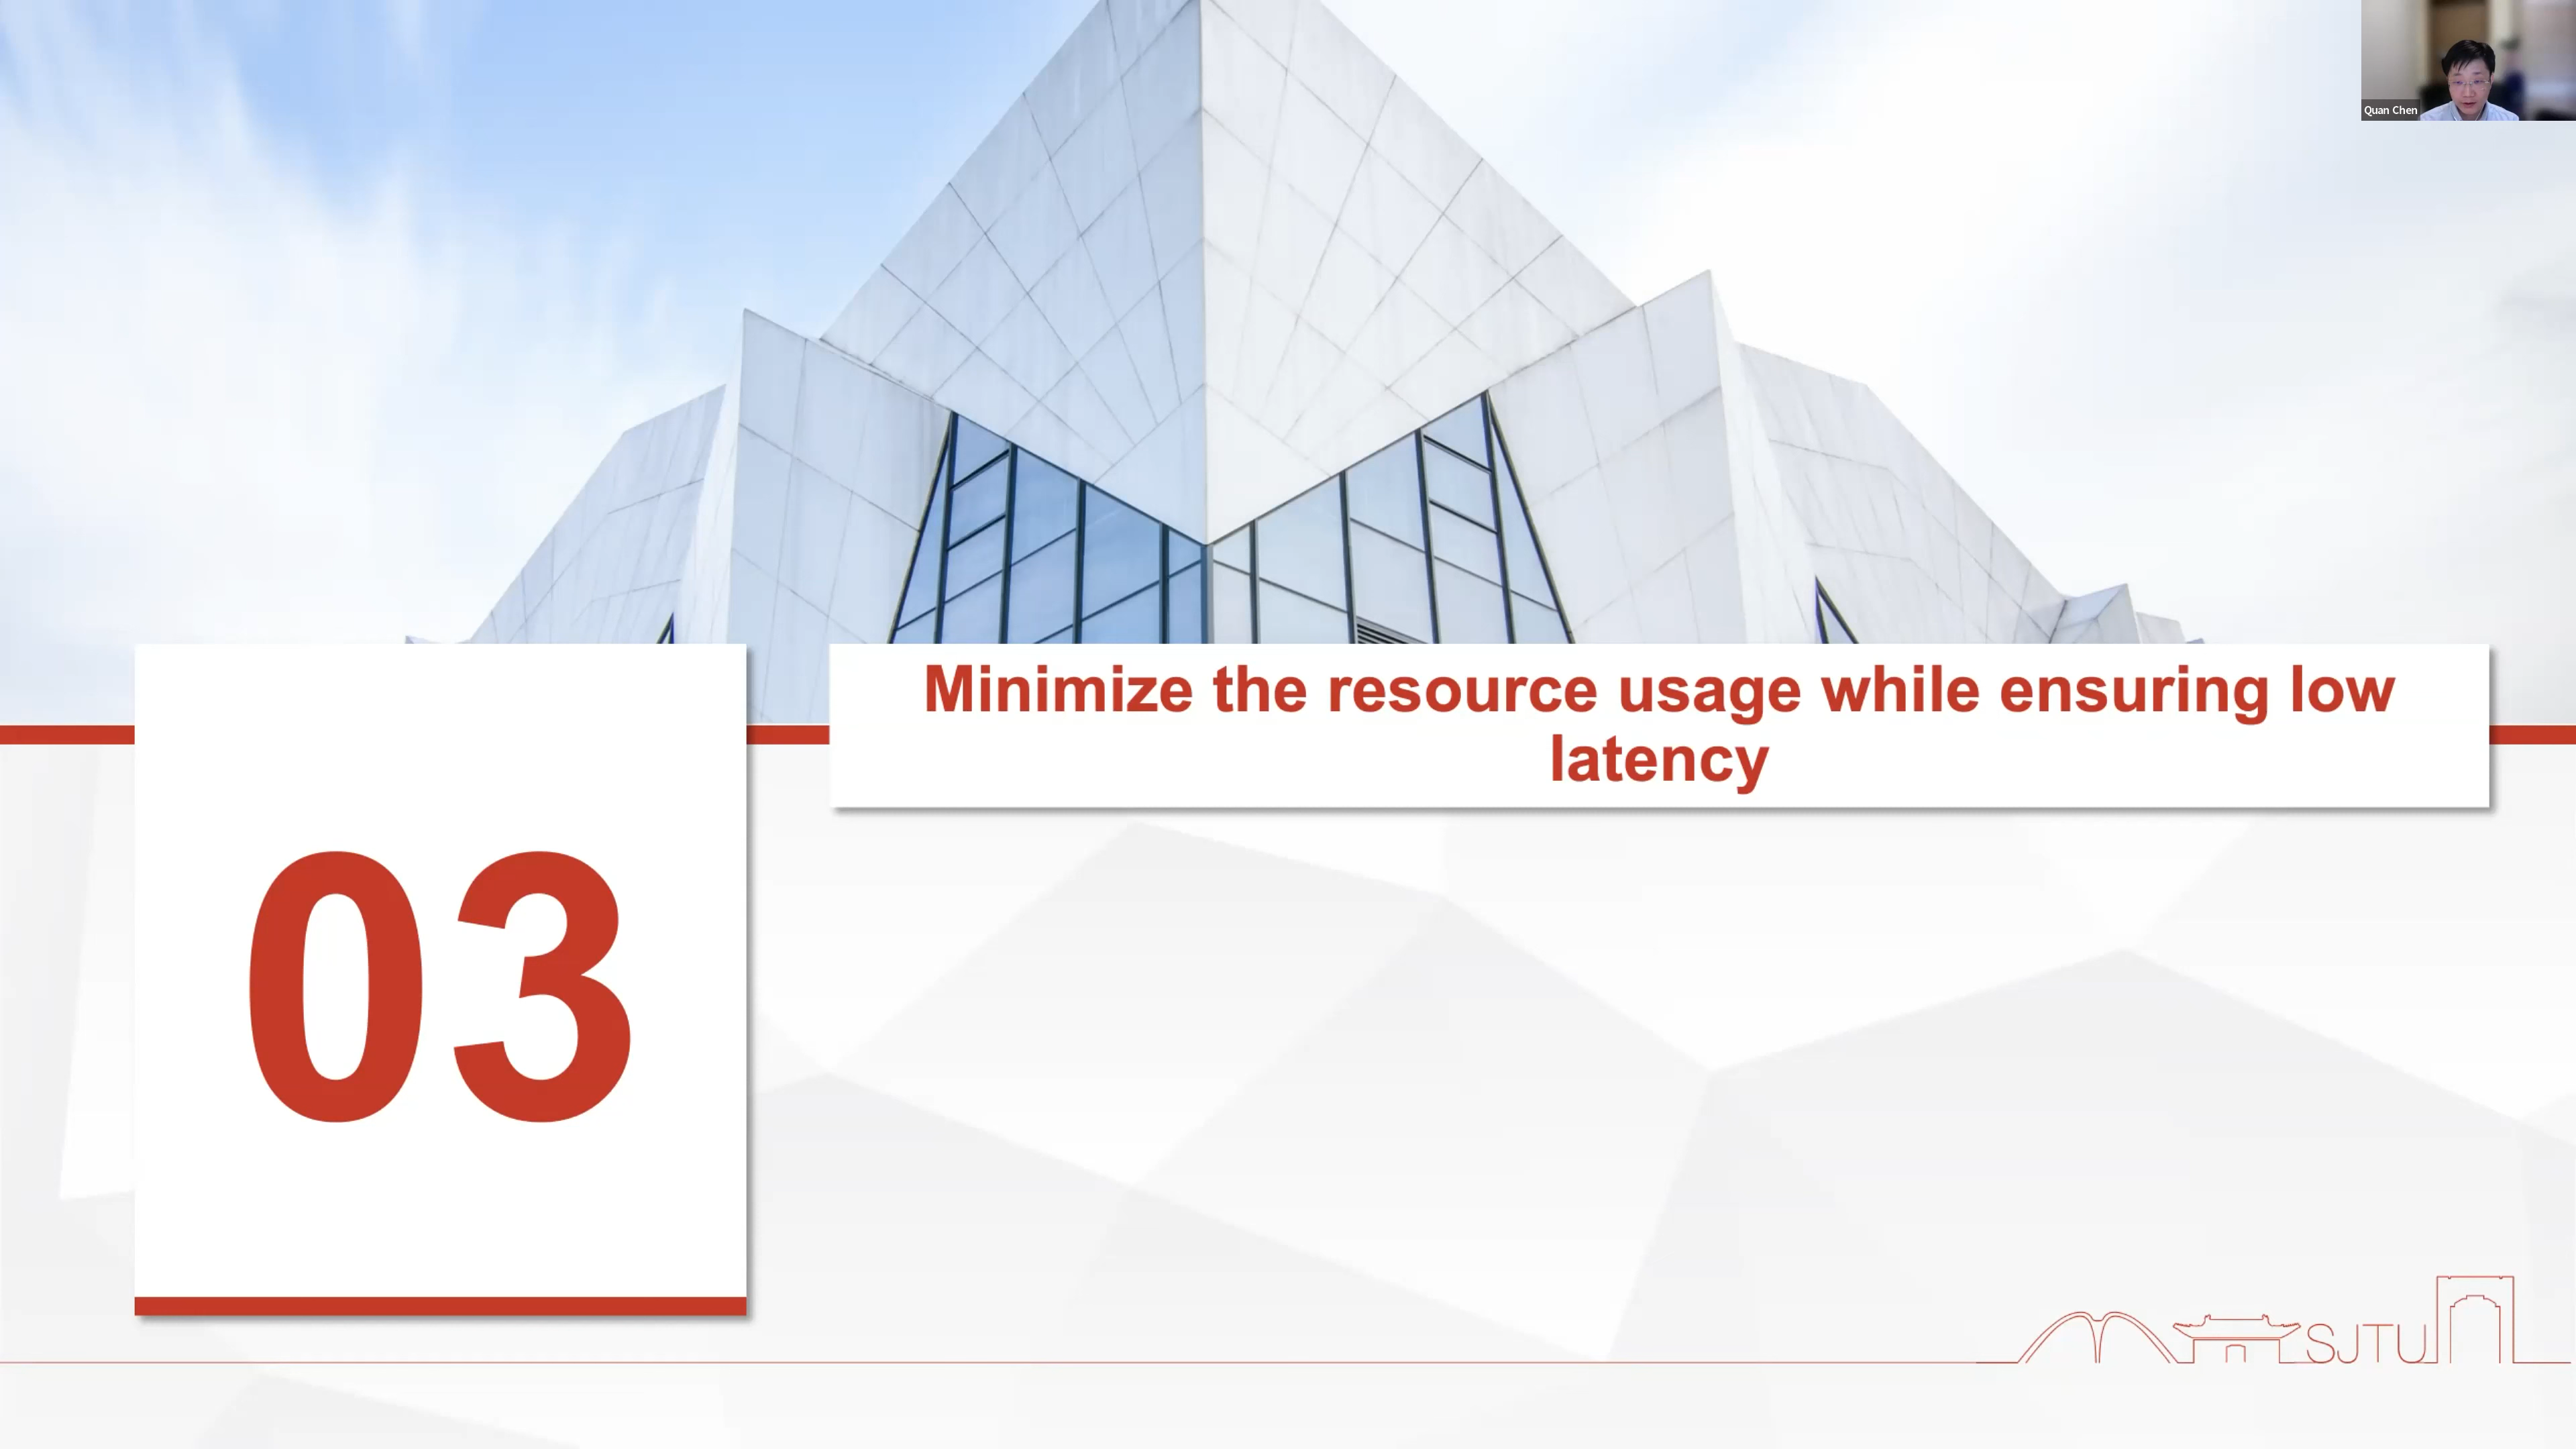 Quan Chen
Minimize the resource usage while ensuring low
latency
03
SJTU